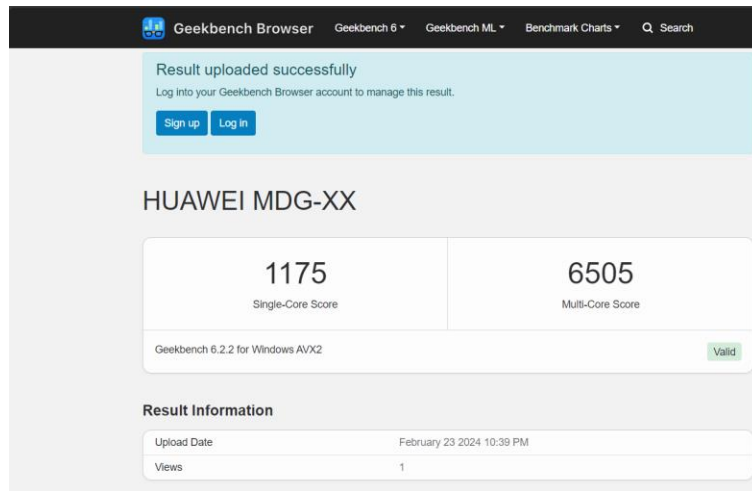 Geekbench Browser Geekbench 6 Geekbench ML Benchmark Charts Search
Result uploaded successfully
Log into your Geekbench Browser account to manage this result.
Sign up Log in
HUAWEI MDG-XX
1175 6505
Single-Core Score Multi-Core Score
Geekbench 6.2.2 for Windows AVX2 Valid
Result Information
Upload Date February 23 2024 10:39 PM
Views 1